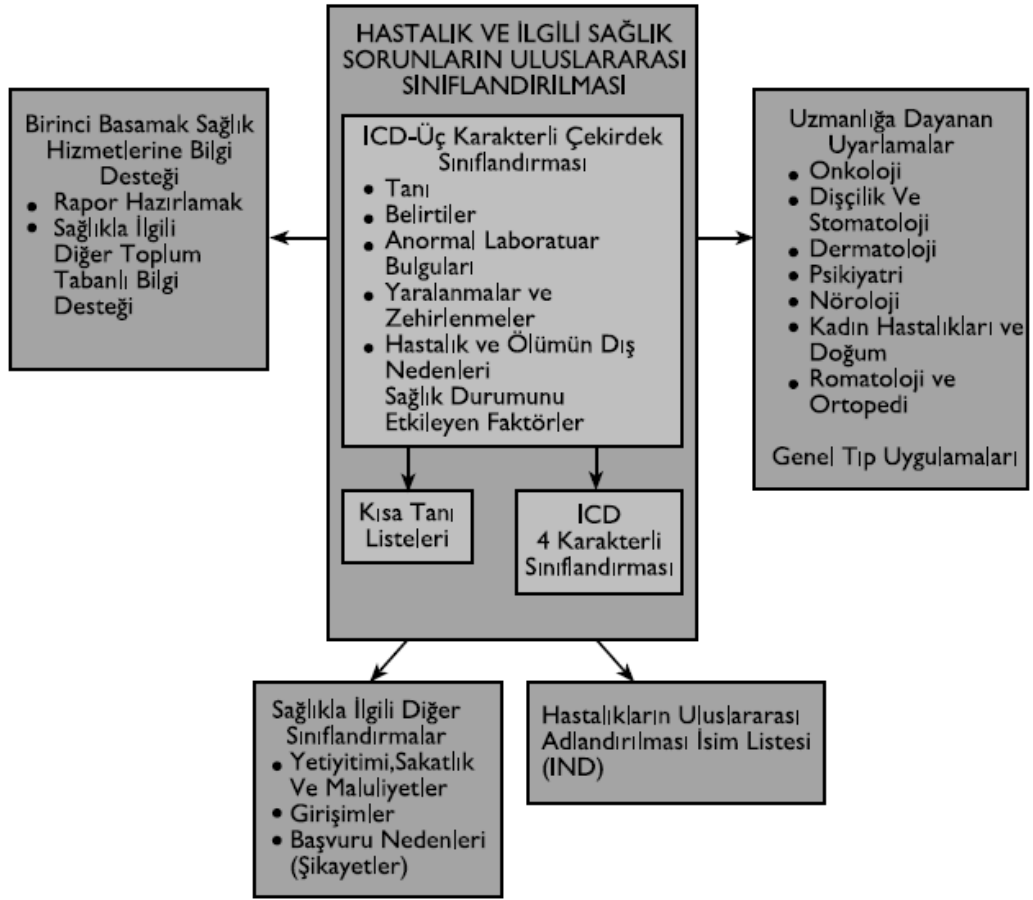 HASTALIK VE İLGİLİ SAĞLIK
SORUNLARIN ULUSLARARASI
SINIFLANDIRILMASI
ICD-Üç Karakterli Çekirdek
Sınıflandırması
• Tanı
• Belirtiler
• Anormal Laboratuar
Bulguları
• Yaralanmalar ve
Zehirlenmeler
• Hastalık ve Ölümün Dış
Nedenleri
Sağlık Durumunu
Etkileyen Faktörler
Kısa Tanı
Listeleri
ICD
4 Karakterli
Sınıflandırması
Birinci Basamak Sağlık
Hizmetlerine Bilgi
Desteği
• Rapor Hazırlamak
• Sağlıkla İlgili
Diğer Toplum
Tabanlı Bilgi
Desteği
Uzmanlığa Dayanan
Uyarlamalar
• Onkoloji
• Dişçilik Ve
Stomatoloji
• Dermatoloji
• Psikiyatri
• Nöroloji
• Kadın Hastalıkları ve
Doğum
• Romatoloji ve
Ortopedi
Genel Tıp Uygulamaları
Sağlıkla İlgili Diğer
Sınıflandırmalar
• Yetiyitimi,Sakatlık
Ve Maluliyetler
• Girişimler
• Başvuru Nedenleri
(Şikayetler)
Hastalıkların Uluslararası
Adlandırılması İsim Listesi
(IND)